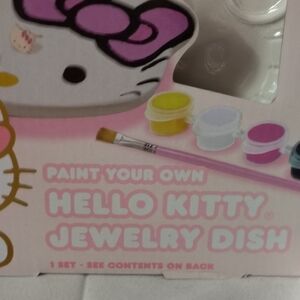 PAINT YOUR OWN
HELLO KITTY®
JEWELRY DISH
1 SET - SEE CONTENTS ON BACK